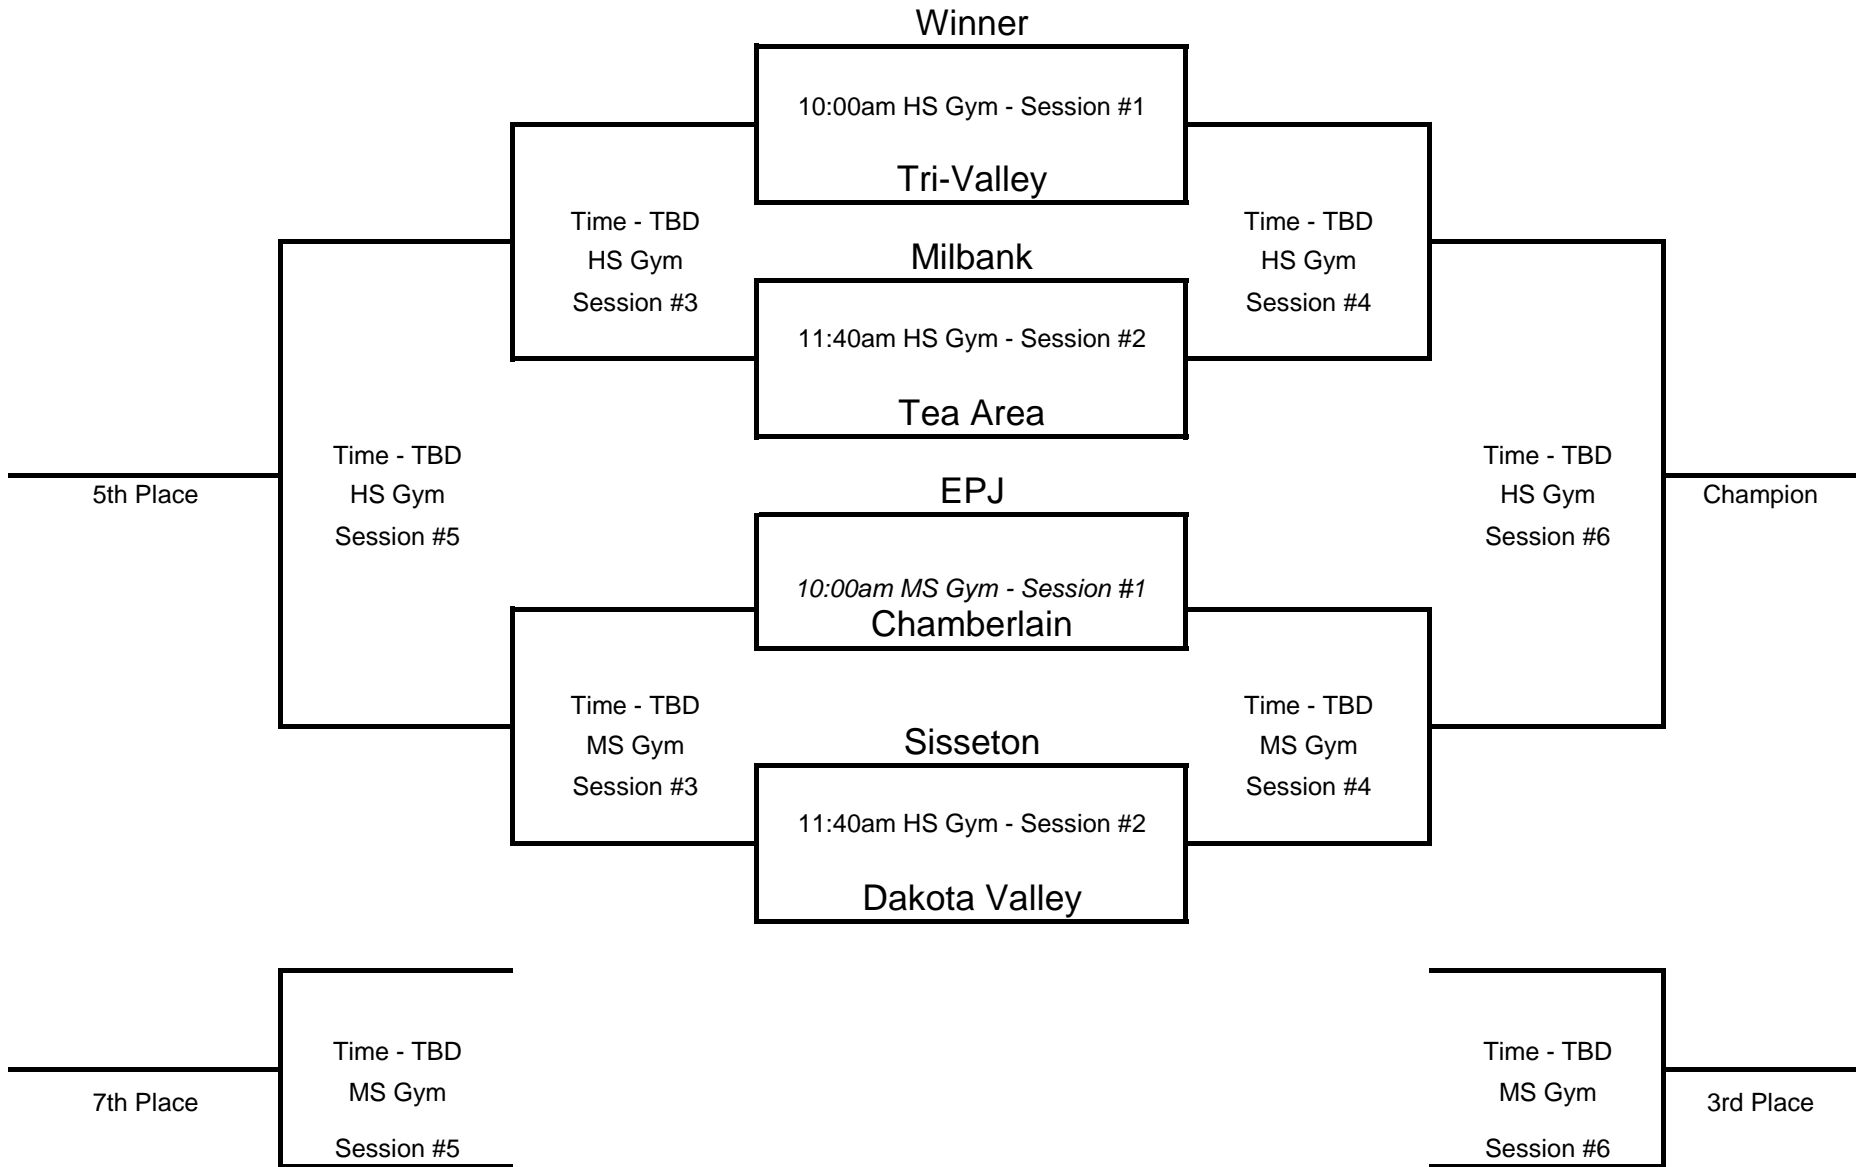 Winner
10:00am HS Gym - Session #1
Tri-Valley
Time - TBD
HS Gym
Session #3
Time - TBD
HS Gym
Session #4
Milbank
11:40am HS Gym - Session #2
Tea Area
Time - TBD
HS Gym
Session #5
5th Place
Time - TBD
HS Gym
Session #6
Champion
EPJ
10:00am MS Gym - Session #1
Chamberlain
Time - TBD
MS Gym
Session #3
Time - TBD
MS Gym
Session #4
Sisseton
11:40am HS Gym - Session #2
Dakota Valley
Time - TBD
MS Gym
Session #5
7th Place
Time - TBD
MS Gym
Session #6
3rd Place